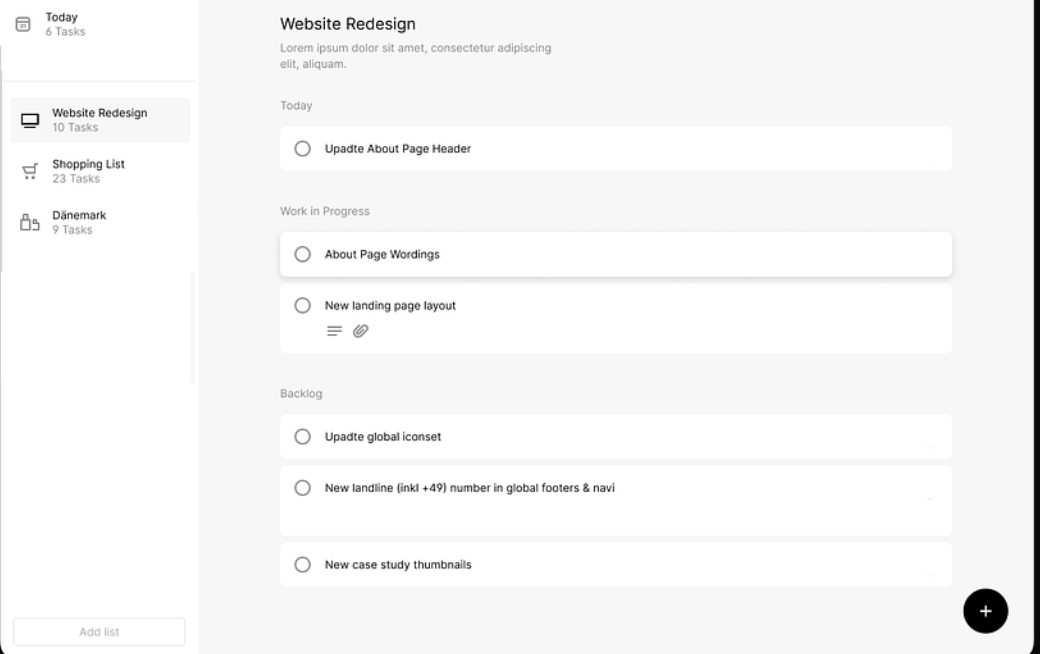 Today
6 Tasks
Website Redesign
10 Tasks
Shopping List
23 Tasks
Dänemark
9 Tasks
Add list
Website Redesign
Lorem ipsum dolor sit amet, consectetur adipiscing
elit, aliquam.
Today
Upadte About Page Header
Work in Progress
About Page Wordings
New landing page layout
Backlog
Upadte global iconset
New landline (inkl +49) number in global footers & navi
New case study thumbnails
+